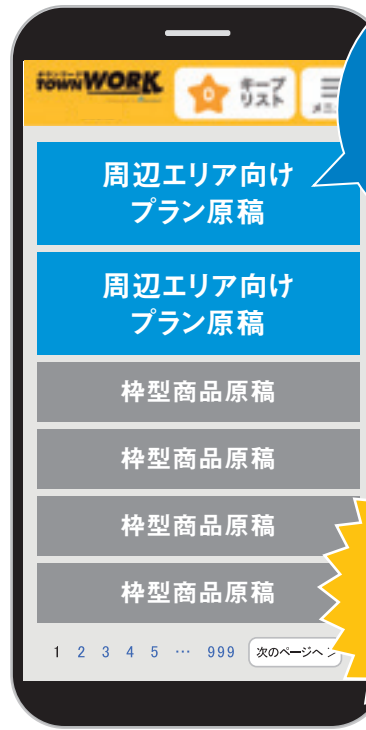 タウンワーク
TOWNWORK
0
キープ
リスト
周辺エリア向け
プラン原稿
周辺エリア向け
プラン原稿
枠型商品原稿
枠型商品原稿
枠型商品原稿
枠型商品原稿
1 2 3 4 5 … 999 次のページへ >